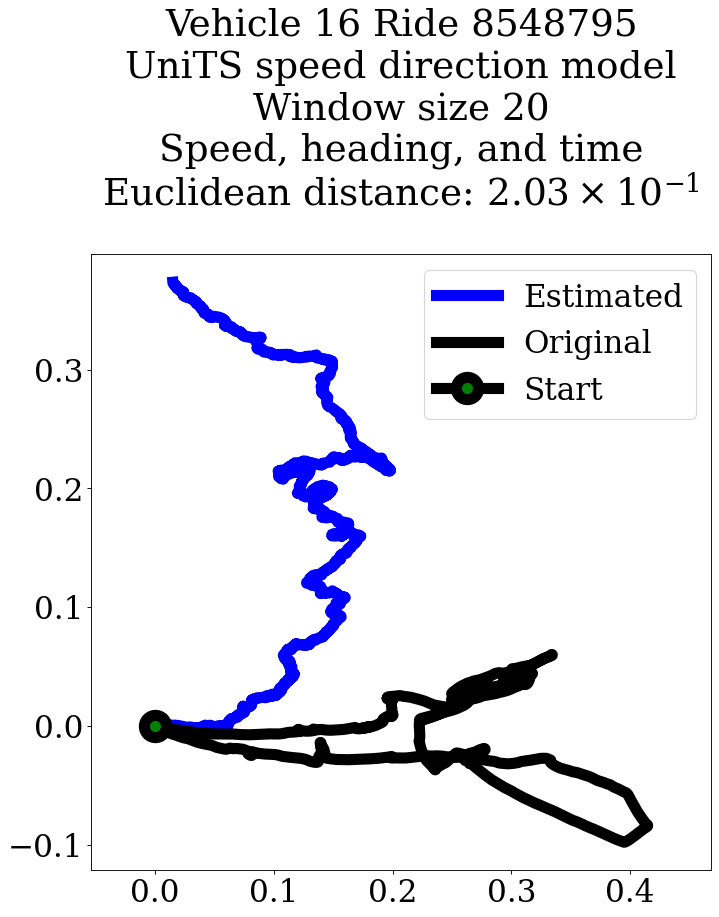 Vehicle 16 Ride 8548795
UniTS speed direction model
Window size 20
Speed, heading, and time
Euclidean distance: 2.03 × 10⁻¹
Estimated
Original
Start
0.3
0.2
0.1
0.0
−0.1
0.0 0.1 0.2 0.3 0.4